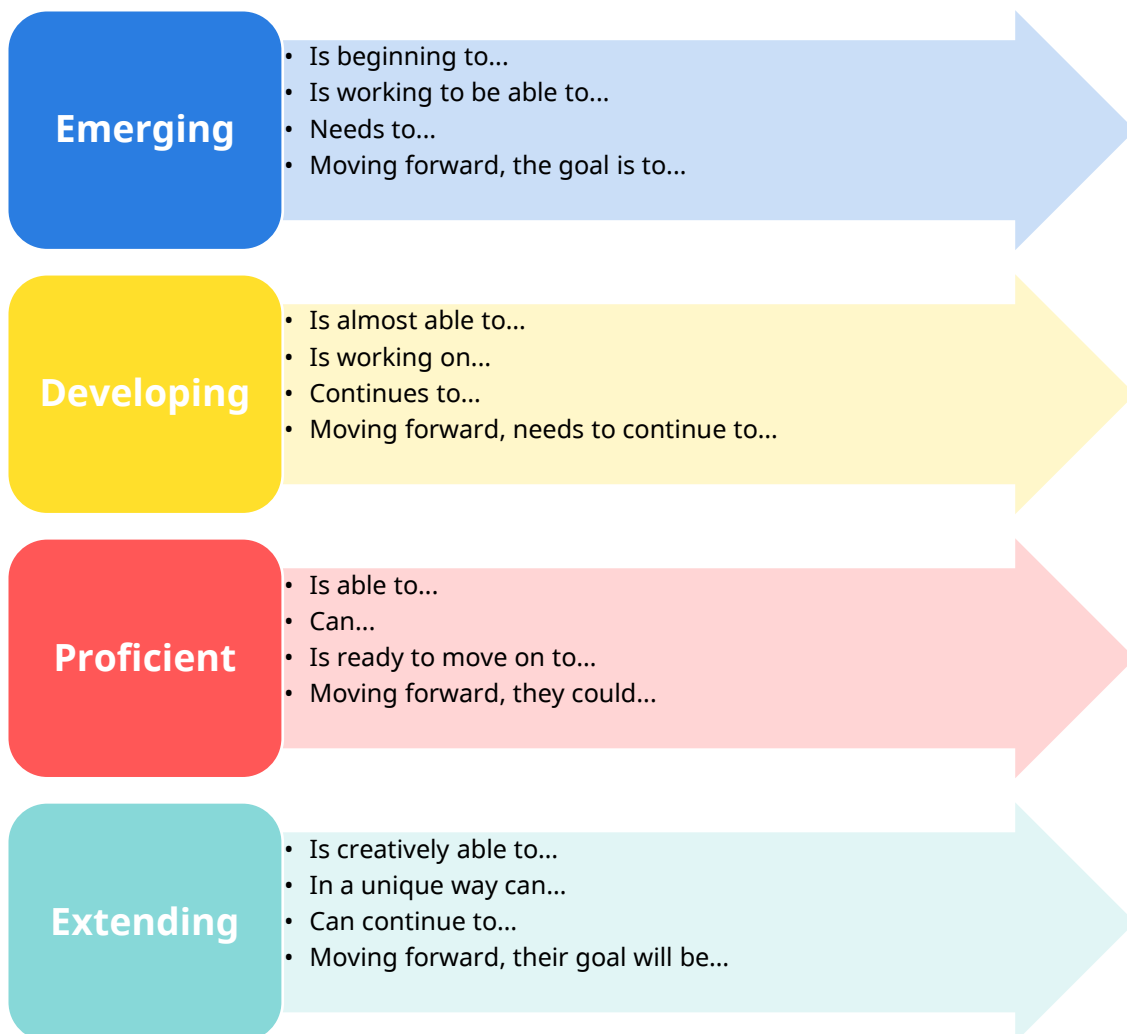 Emerging
• Is beginning to...
• Is working to be able to...
• Needs to...
• Moving forward, the goal is to...
Developing
• Is almost able to...
• Is working on...
• Continues to...
• Moving forward, needs to continue to...
Proficient
• Is able to...
• Can...
• Is ready to move on to...
• Moving forward, they could...
Extending
• Is creatively able to...
• In a unique way can...
• Can continue to...
• Moving forward, their goal will be...